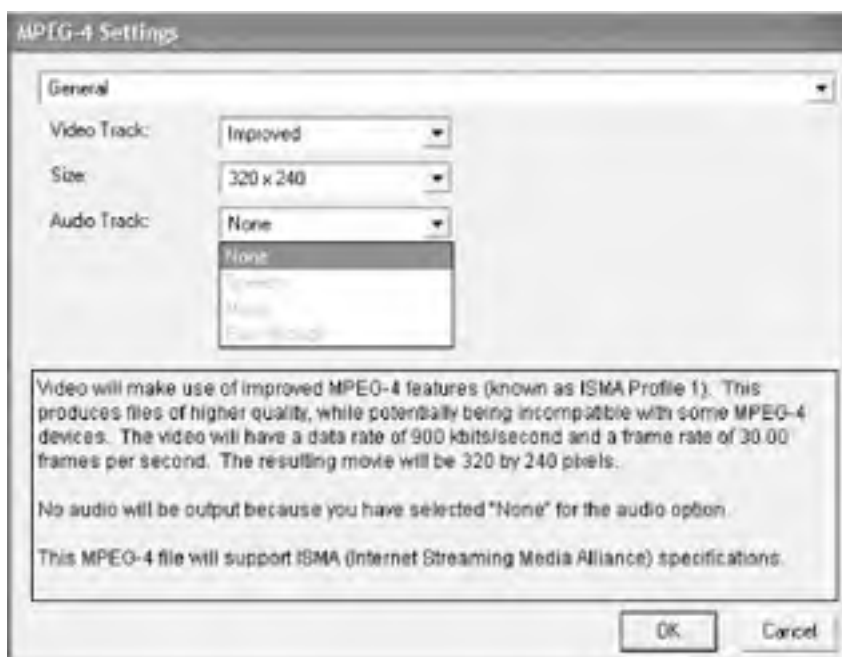 MPEG-4 Settings
General
Video Track: Improved
Size: 320 x 240
Audio Track: None
None
Music
Pass through
Video will make use of improved MPEG-4 features (known as ISMA Profile 1). This
produces files of higher quality, while potentially being incompatible with some MPEG-4
devices. The video will have a data rate of 900 kbits/second and a frame rate of 30.00
frames per second. The resulting movie will be 320 by 240 pixels.
No audio will be output because you have selected "None" for the audio option.
This MPEG-4 file will support ISMA (Internet Streaming Media Alliance) specifications.
OK Cancel